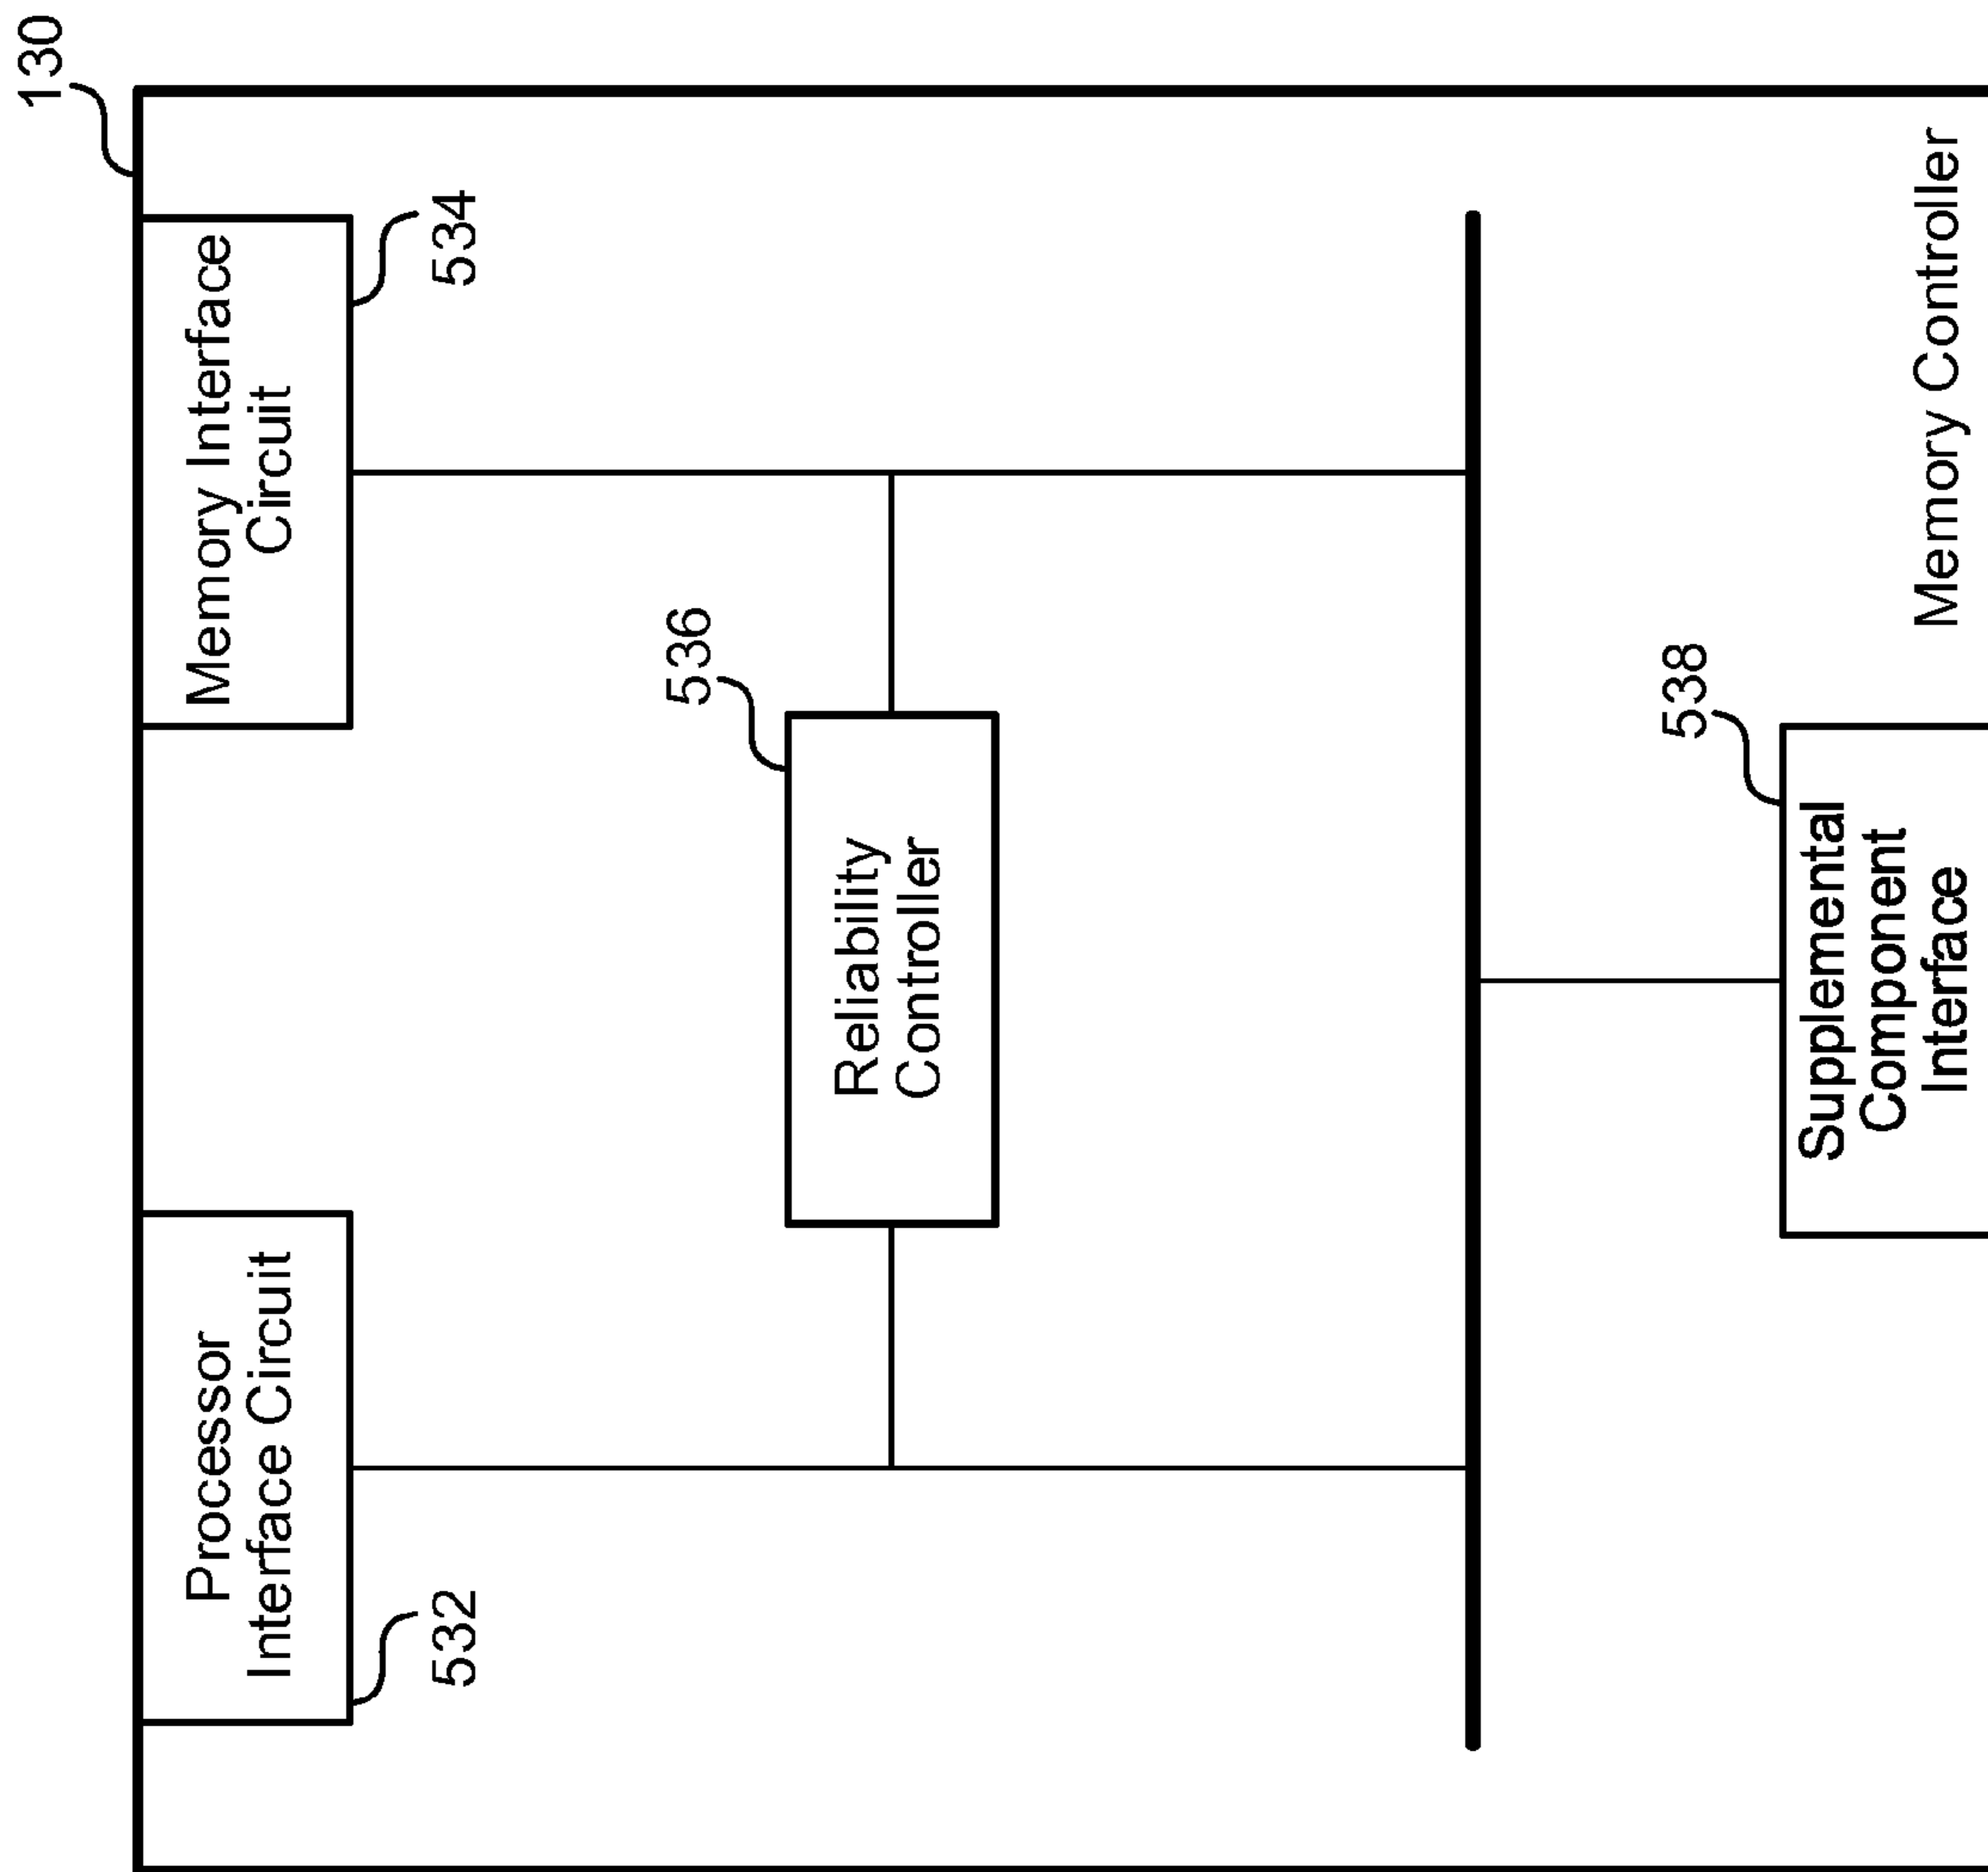 130
Processor
Interface Circuit
532
Memory Interface
Circuit
534
536
Reliability
Controller
538
Supplemental
Component
Interface
Memory Controller